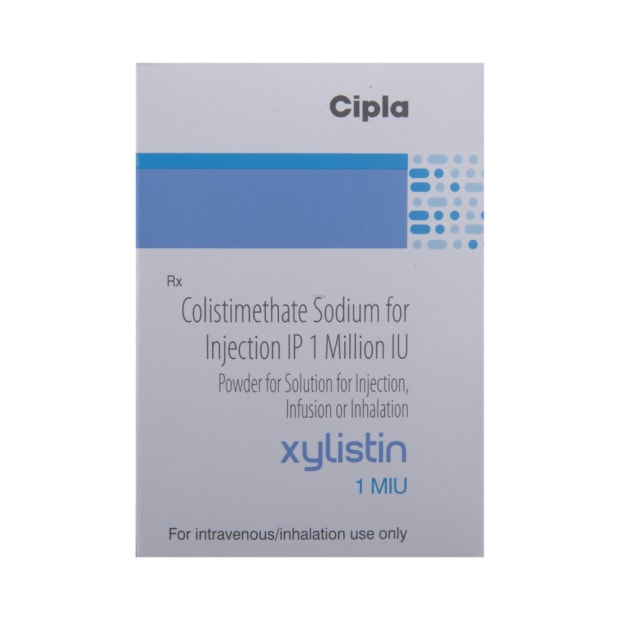 Cipla
Rx
Colistimethate Sodium for
Injection IP 1 Million IU
Powder for Solution for Injection,
Infusion or Inhalation
xylistin
1 MIU
For intravenous/inhalation use only